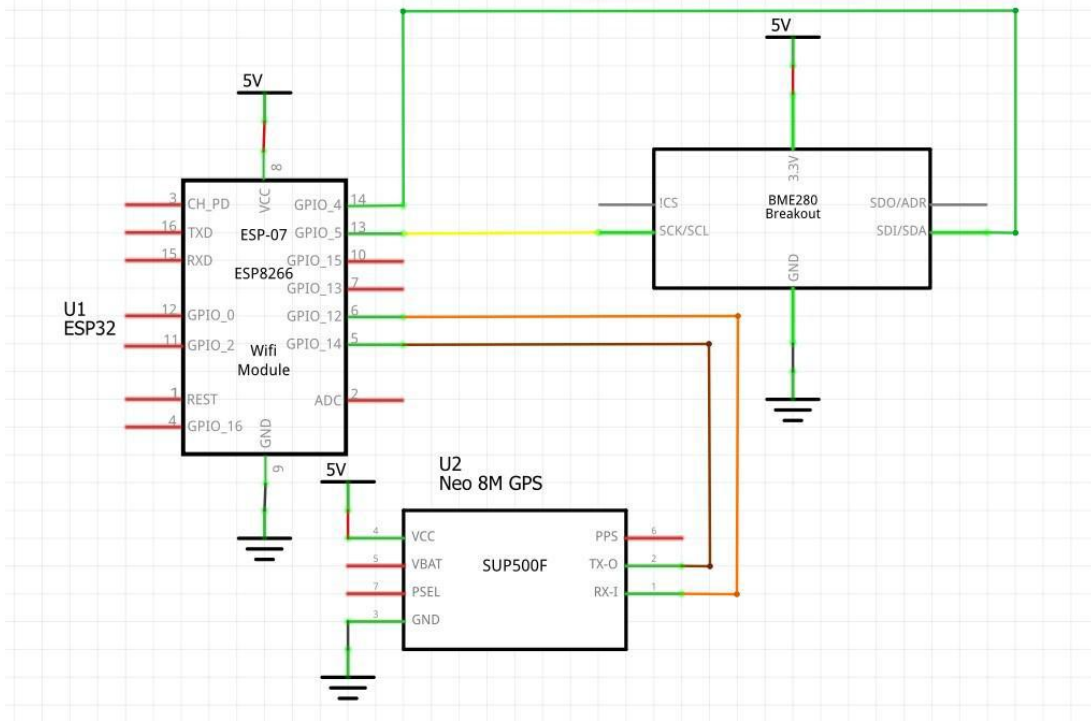 5V
8
VCC
3 CH_PD
16 TXD
15 RXD
12 GPIO_0
11 GPIO_2
1 REST
4 GPIO_16
GPIO_4 14
GPIO_5 13
GPIO_15 10
GPIO_13 7
GPIO_12 6
GPIO_14 5
ADC 2
ESP-07
ESP8266
Wifi
Module
GND
9
U1
ESP32
5V
3.3V
BME280
Breakout
!CS
SCK/SCL
SDO/ADR
SDI/SDA
GND
5V
U2
Neo 8M GPS
4 VCC
5 VBAT
7 PSEL
3 GND
SUP500F
PPS 6
TX-O 2
RX-I 1